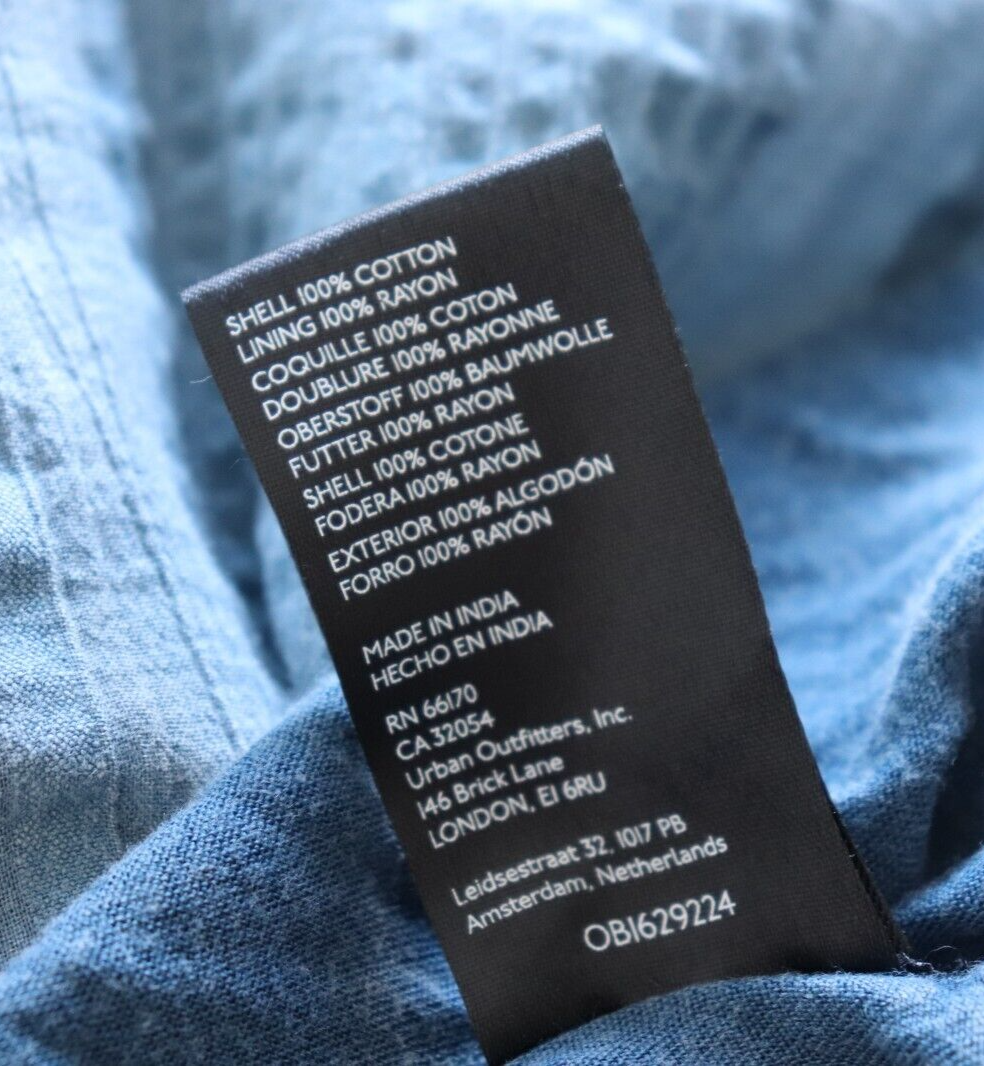 SHELL 100% COTTON
LINING 100% RAYON
COQUILLE 100% COTON
DOUBLURE 100% RAYONNE
OBERSTOFF 100% BAUMWOLLE
FUTTER 100% RAYON
SHELL 100% COTONE
FODERA 100% RAYON
EXTERIOR 100% ALGODÓN
FORRO 100% RAYÓN
MADE IN INDIA
HECHO EN INDIA
RN 66170
CA 32054
Urban Outfitters, Inc.
146 Brick Lane
LONDON, E1 6RU
Leidsestraat 32, 1017 PB
Amsterdam, Netherlands
OB1629224